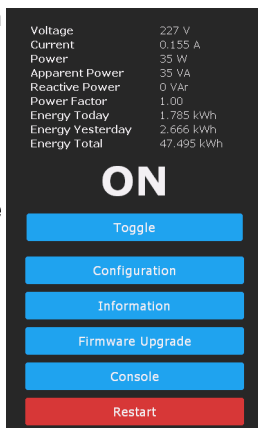 Voltage 227 V
Current 0.155 A
Power 35 W
Apparent Power 35 VA
Reactive Power 0 VAr
Power Factor 1.00
Energy Today 1.785 kWh
Energy Yesterday 2.666 kWh
Energy Total 47.495 kWh
ON
Toggle
Configuration
Information
Firmware Upgrade
Console
Restart